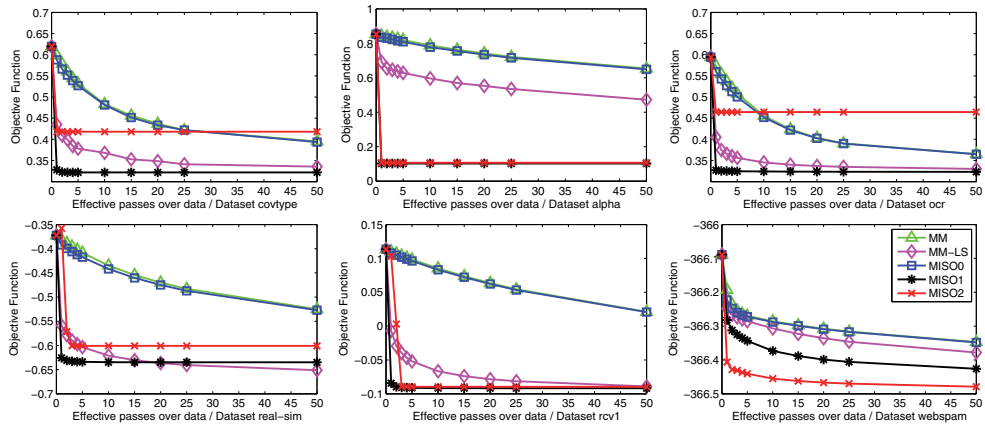 0.7
0.65
0.6
0.55
0.5
0.45
0.4
0.35
Objective Function
0 5 10 15 20 25 30 35 40 45 50
Effective passes over data / Dataset covtype
1
0.8
0.6
0.4
0.2
0
Objective Function
0 5 10 15 20 25 30 35 40 45 50
Effective passes over data / Dataset alpha
0.7
0.65
0.6
0.55
0.5
0.45
0.4
0.35
Objective Function
0 5 10 15 20 25 30 35 40 45 50
Effective passes over data / Dataset ocr
−0.35
−0.4
−0.45
−0.5
−0.55
−0.6
−0.65
−0.7
Objective Function
0 5 10 15 20 25 30 35 40 45 50
Effective passes over data / Dataset real−sim
0.15
0.1
0.05
0
−0.05
−0.1
Objective Function
0 5 10 15 20 25 30 35 40 45 50
Effective passes over data / Dataset rcv1
−366
−366.1
−366.2
−366.3
−366.4
−366.5
Objective Function
MM
MM−LS
MISO0
MISO1
MISO2
0 5 10 15 20 25 30 35 40 45 50
Effective passes over data / Dataset webspam